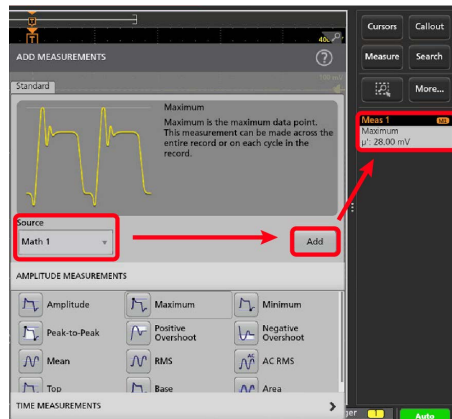 Cursors
Callout
ADD MEASUREMENTS
?
Measure
Search
100 mV
Standard
More...
Maximum
Maximum is the maximum data point.
This measurement can be made across the
entire record or on each cycle in the
record.
Meas 1
M1
Maximum
µ': 28.00 mV
Source
Math 1
Add
AMPLITUDE MEASUREMENTS
Amplitude
Maximum
Minimum
Peak-to-Peak
Positive
Overshoot
Negative
Overshoot
Mean
RMS
AC RMS
Top
Base
Area
TIME MEASUREMENTS
Auto